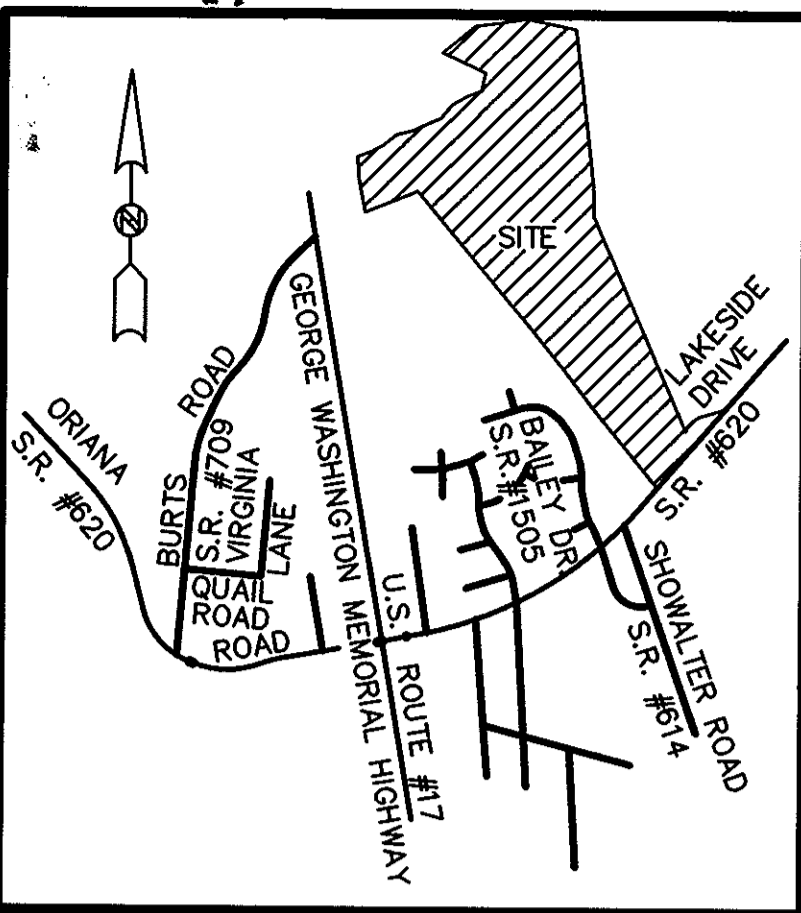 SITE
LAKESIDE
DRIVE
S.R. #620
GEORGE WASHINGTON MEMORIAL HIGHWAY
U.S. ROUTE #17
ROAD
BURTS
ORIANA
S.R. #620
S.R. #709
VIRGINIA
LANE
QUAIL
ROAD
ROAD
BAILEY DR.
S.R. #1505
SHOWALTER ROAD
S.R. #614
N